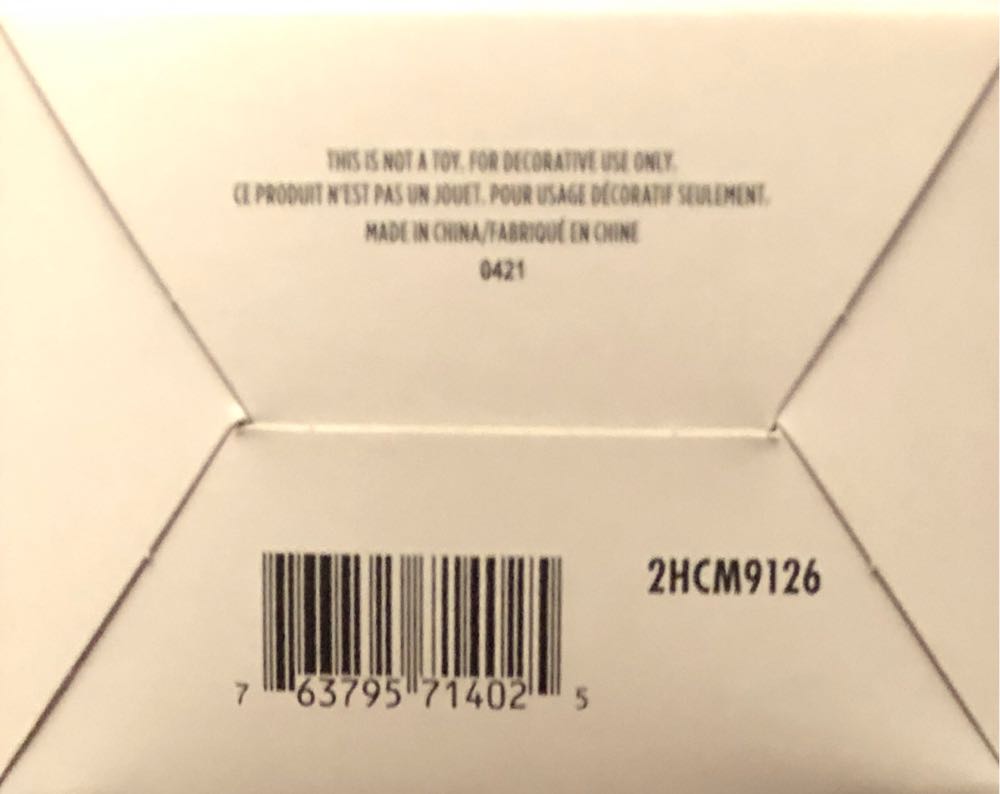 THIS IS NOT A TOY. FOR DECORATIVE USE ONLY.
CE PRODUIT N'EST PAS UN JOUET. POUR USAGE DÉCORATIF SEULEMENT.
MADE IN CHINA/FABRIQUÉ EN CHINE
0421
2HCM9126
7 63795 71402 5